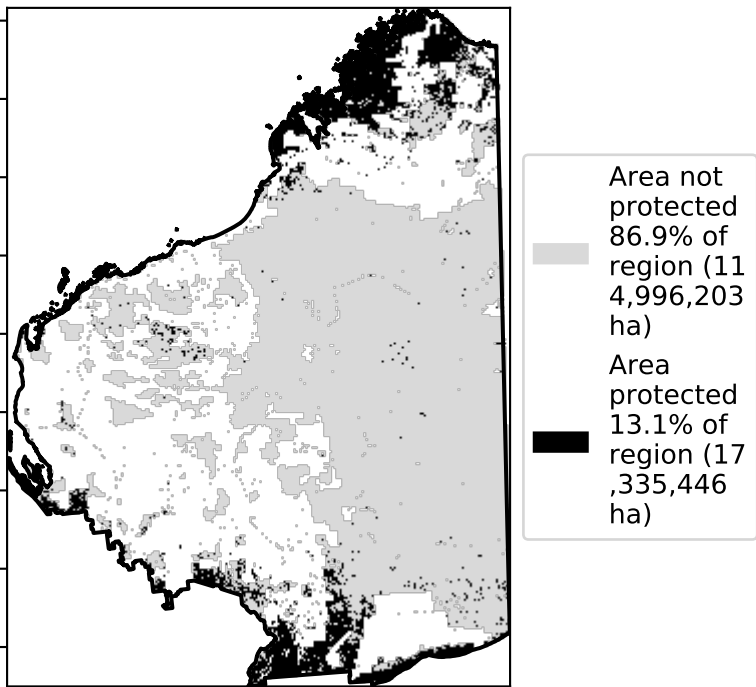 Area not
protected
86.9% of
region (11
4,996,203
ha)
Area
protected
13.1% of
region (17
,335,446
ha)